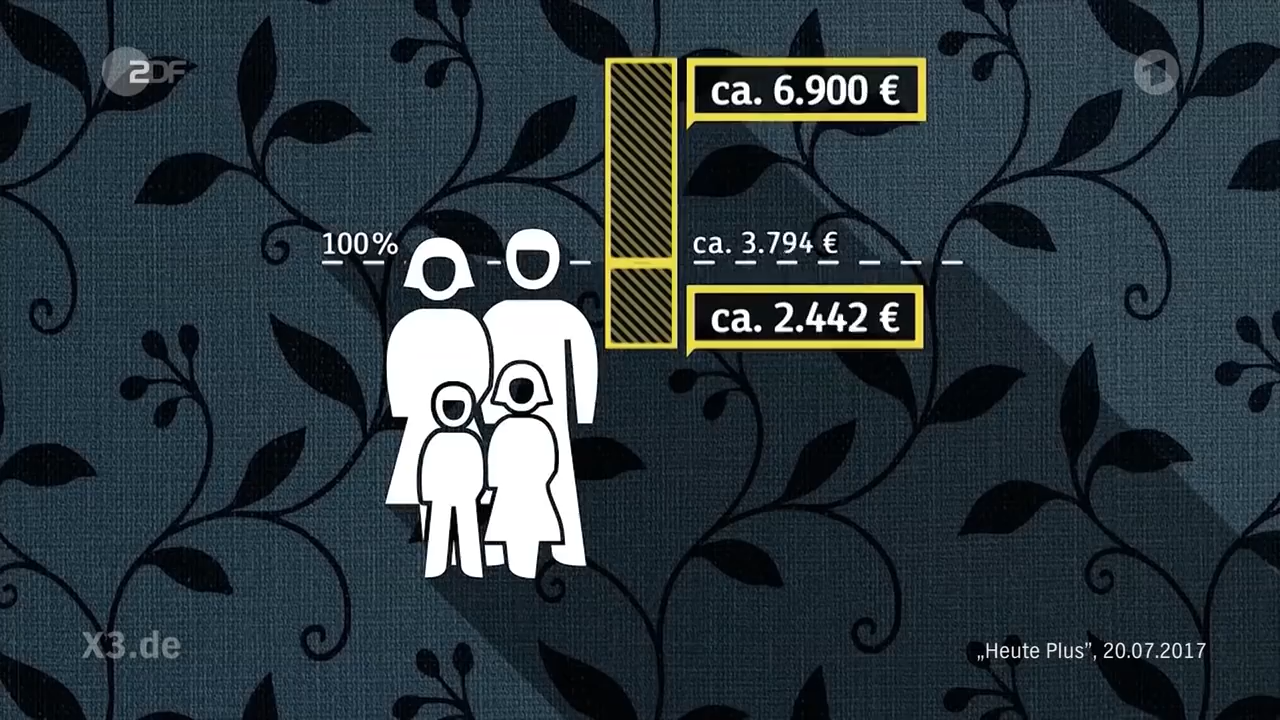 2DF
ca. 6.900 €
100%
ca. 3.794 €
ca. 2.442 €
X3.de
„Heute Plus”, 20.07.2017